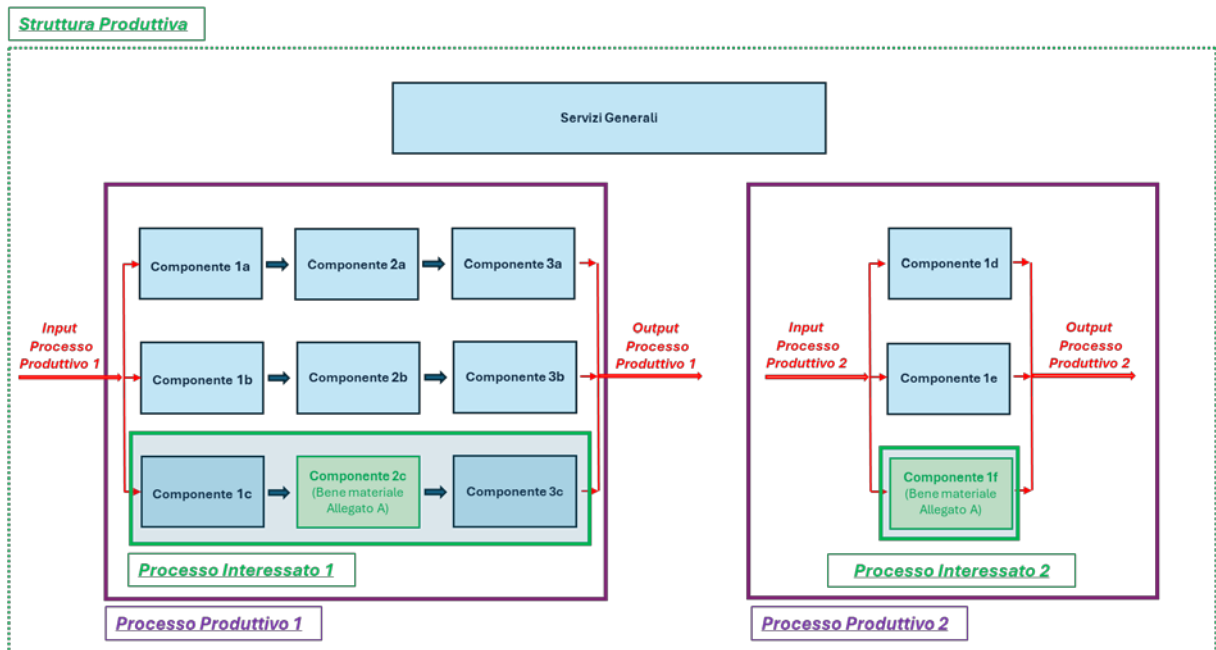 Struttura Produttiva
Servizi Generali
Componente 1a
Componente 2a
Componente 3a
Input
Processo
Produttivo 1
Output
Processo
Produttivo 1
Componente 1b
Componente 2b
Componente 3b
Componente 1c
Componente 2c
(Bene materiale
Allegato A)
Componente 3c
Processo Interessato 1
Processo Produttivo 1
Componente 1d
Input
Processo
Produttivo 2
Output
Processo
Produttivo 2
Componente 1e
Componente 1f
(Bene materiale
Allegato A)
Processo Interessato 2
Processo Produttivo 2